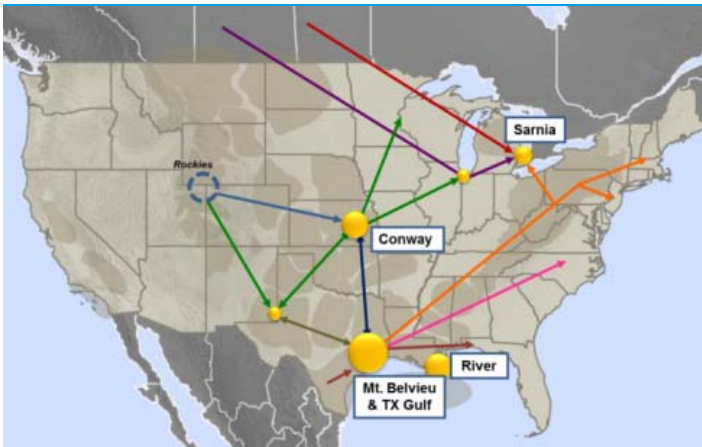 Sarnia
Rockies
Conway
River
Mt. Belvieu
& TX Gulf